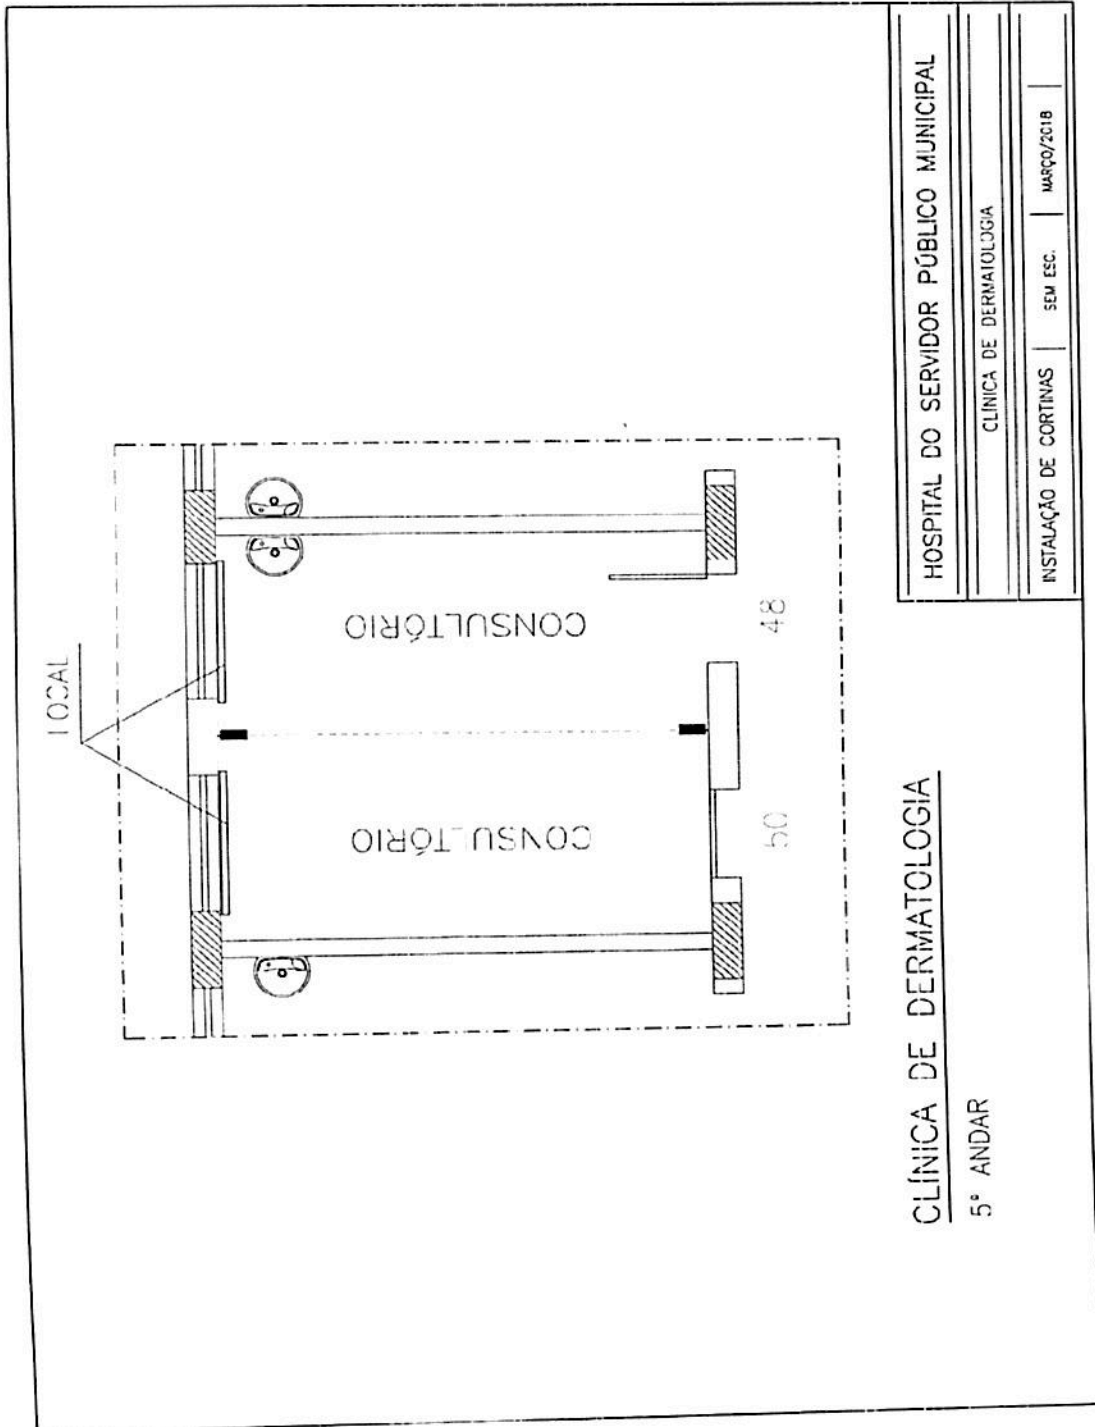 LOCAL
CONSULTÓRIO
CONSULTÓRIO
50
48
CLÍNICA DE DERMATOLOGIA
5º ANDAR
HOSPITAL DO SERVIDOR PÚBLICO MUNICIPAL
CLÍNICA DE DERMATOLOGIA
INSTALAÇÃO DE CORTINAS
SEM ESC.
MARÇO/2018